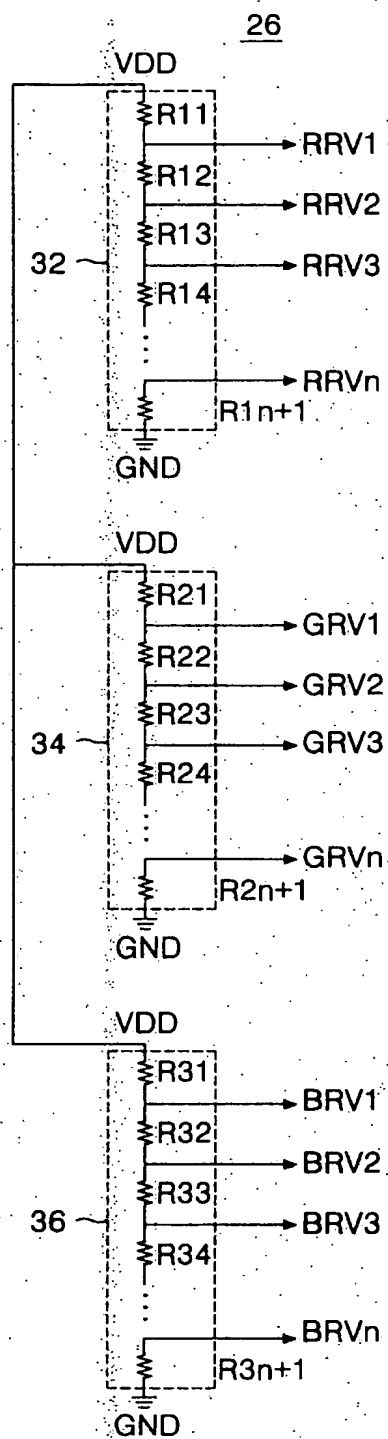 26
VDD
R11
RRV1
R12
RRV2
R13
32
RRV3
R14
RRVn
R1n+1
GND
VDD
R21
GRV1
R22
GRV2
R23
34
GRV3
R24
GRVn
R2n+1
GND
VDD
R31
BRV1
R32
BRV2
R33
36
BRV3
R34
BRVn
R3n+1
GND